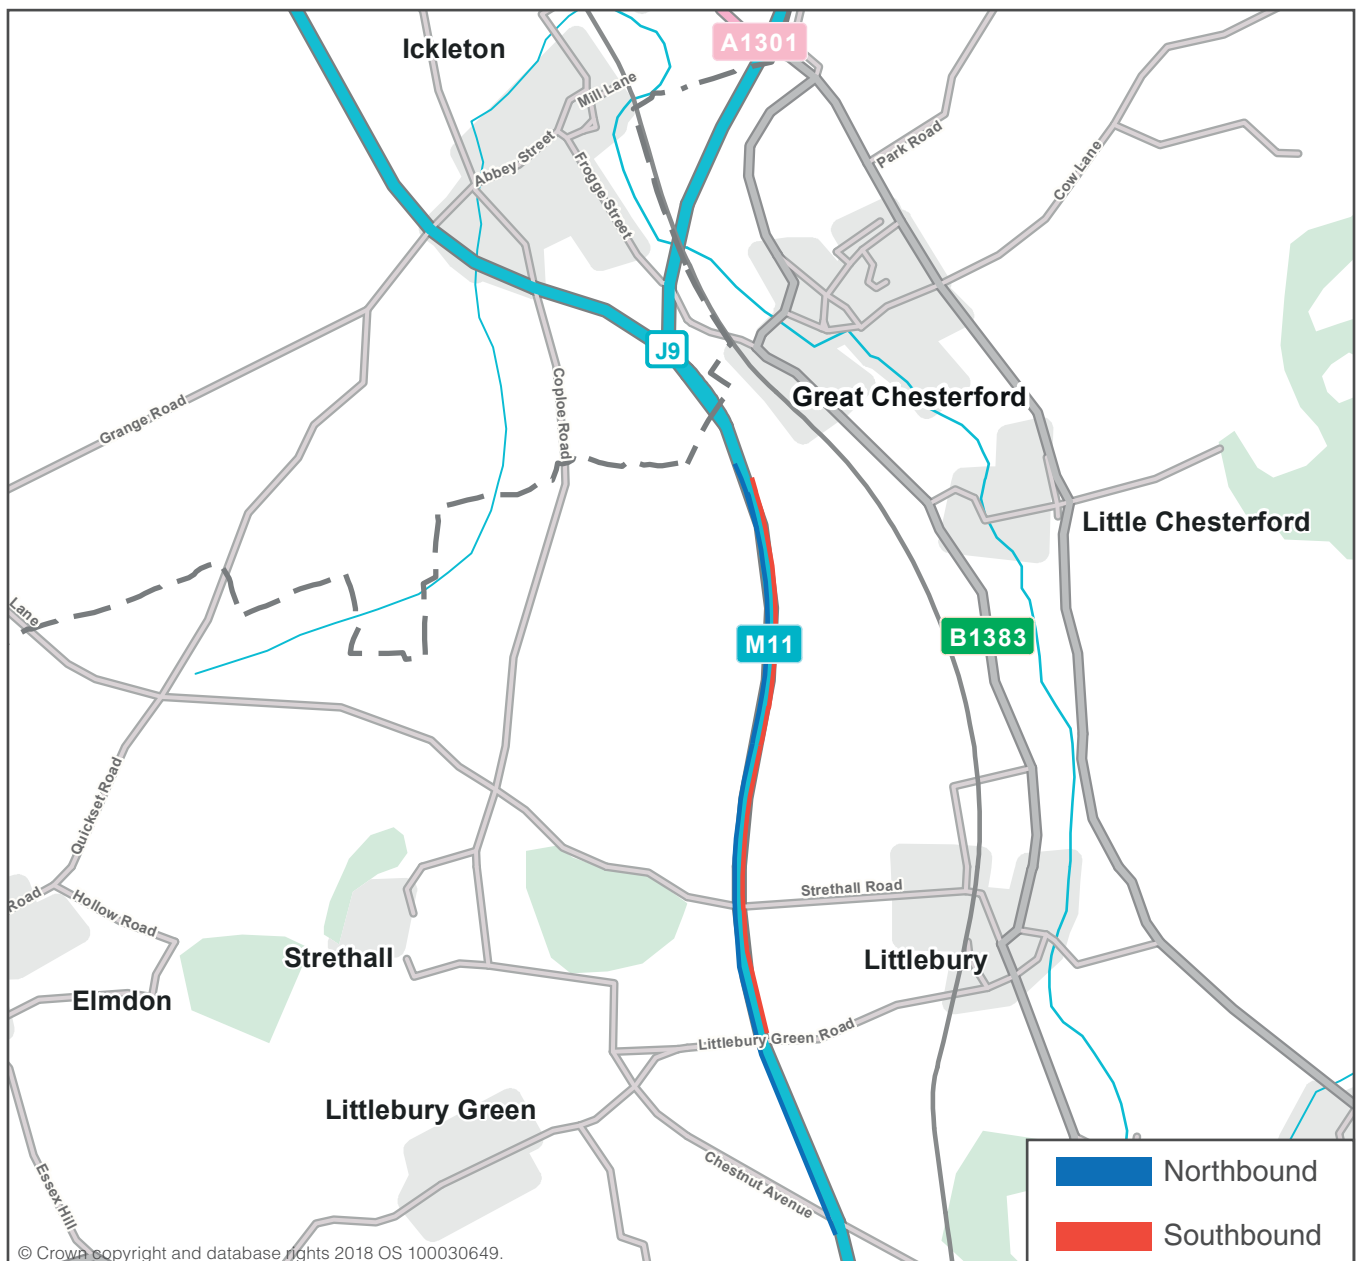 A1301
Ickleton
Mill Lane
Abbey Street
Frogge Street
Park Road
Cow Lane
J9
Great Chesterford
Grange Road
Coploe Road
Little Chesterford
Lane
M11
B1383
Quickset Road
Road
Hollow Road
Strethall Road
Strethall
Littlebury
Elmdon
Littlebury Green Road
Littlebury Green
Chestnut Avenue
Essex Hill
Northbound
Southbound
© Crown copyright and database rights 2018 OS 100030649.